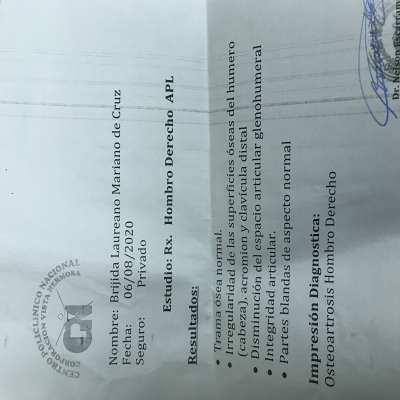 CENTRO POLICLINICO NACIONAL
CORPORACION VISTA HERMOSA
Nombre: Brijida Laureano Mariano de Cruz
Fecha: 06/08/2020
Seguro: Privado
Estudio: Rx. Hombro Derecho APL
Resultados:
• Trama ósea normal.
• Irregularidad de las superficies óseas del humero
(cabeza), acromion y clavícula distal
• Disminución del espacio articular glenohumeral
• Integridad articular.
• Partes blandas de aspecto normal
Impresión Diagnostica:
Osteoartrosis Hombro Derecho
Dr.